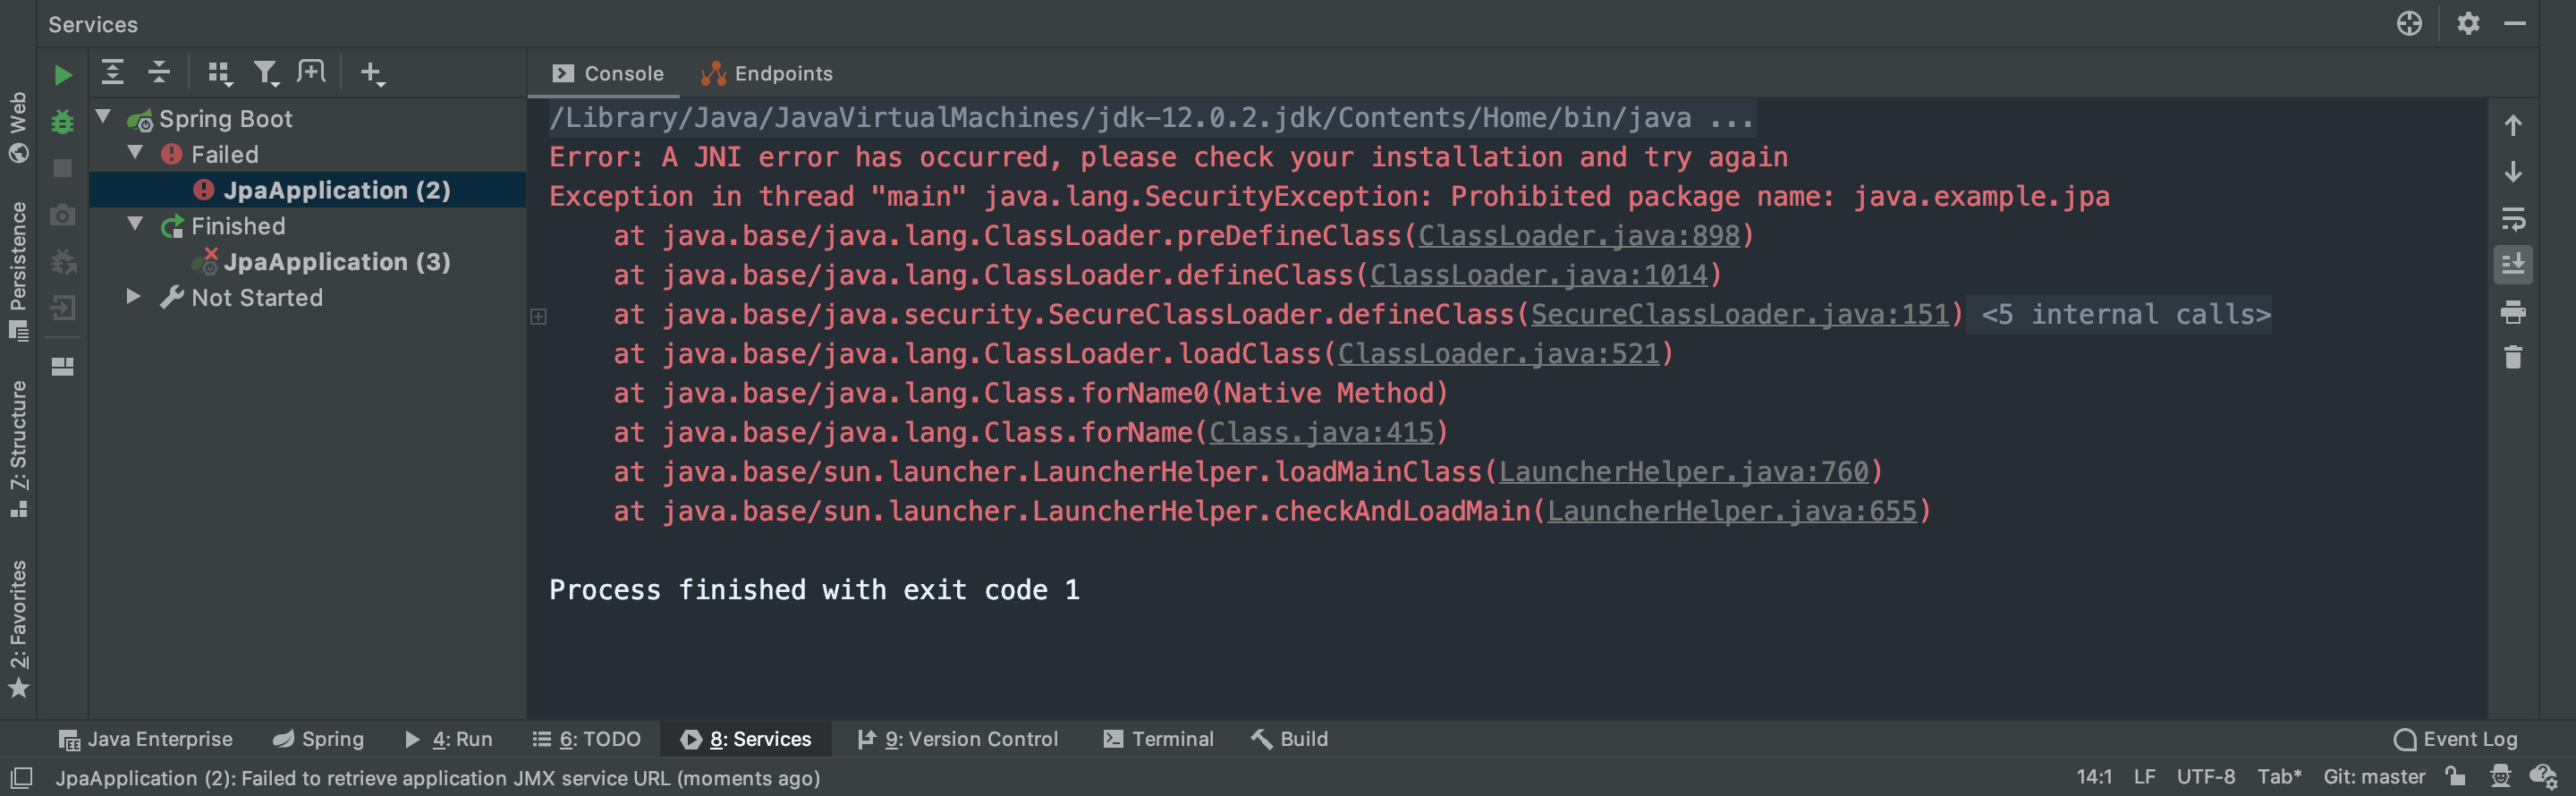 Services
Console
Endpoints
Web
Persistence
7: Structure
2: Favorites
Spring Boot
Failed
JpaApplication (2)
Finished
JpaApplication (3)
Not Started
/Library/Java/JavaVirtualMachines/jdk-12.0.2.jdk/Contents/Home/bin/java ...
Error: A JNI error has occurred, please check your installation and try again
Exception in thread "main" java.lang.SecurityException: Prohibited package name: java.example.jpa
at java.base/java.lang.ClassLoader.preDefineClass(ClassLoader.java:898)
at java.base/java.lang.ClassLoader.defineClass(ClassLoader.java:1014)
at java.base/java.security.SecureClassLoader.defineClass(SecureClassLoader.java:151) <5 internal calls>
at java.base/java.lang.ClassLoader.loadClass(ClassLoader.java:521)
at java.base/java.lang.Class.forName0(Native Method)
at java.base/java.lang.Class.forName(Class.java:415)
at java.base/sun.launcher.LauncherHelper.loadMainClass(LauncherHelper.java:760)
at java.base/sun.launcher.LauncherHelper.checkAndLoadMain(LauncherHelper.java:655)
Process finished with exit code 1
Java Enterprise
Spring
4: Run
6: TODO
8: Services
9: Version Control
Terminal
Build
Event Log
JpaApplication (2): Failed to retrieve application JMX service URL (moments ago)
14:1
LF
UTF-8
Tab*
Git: master